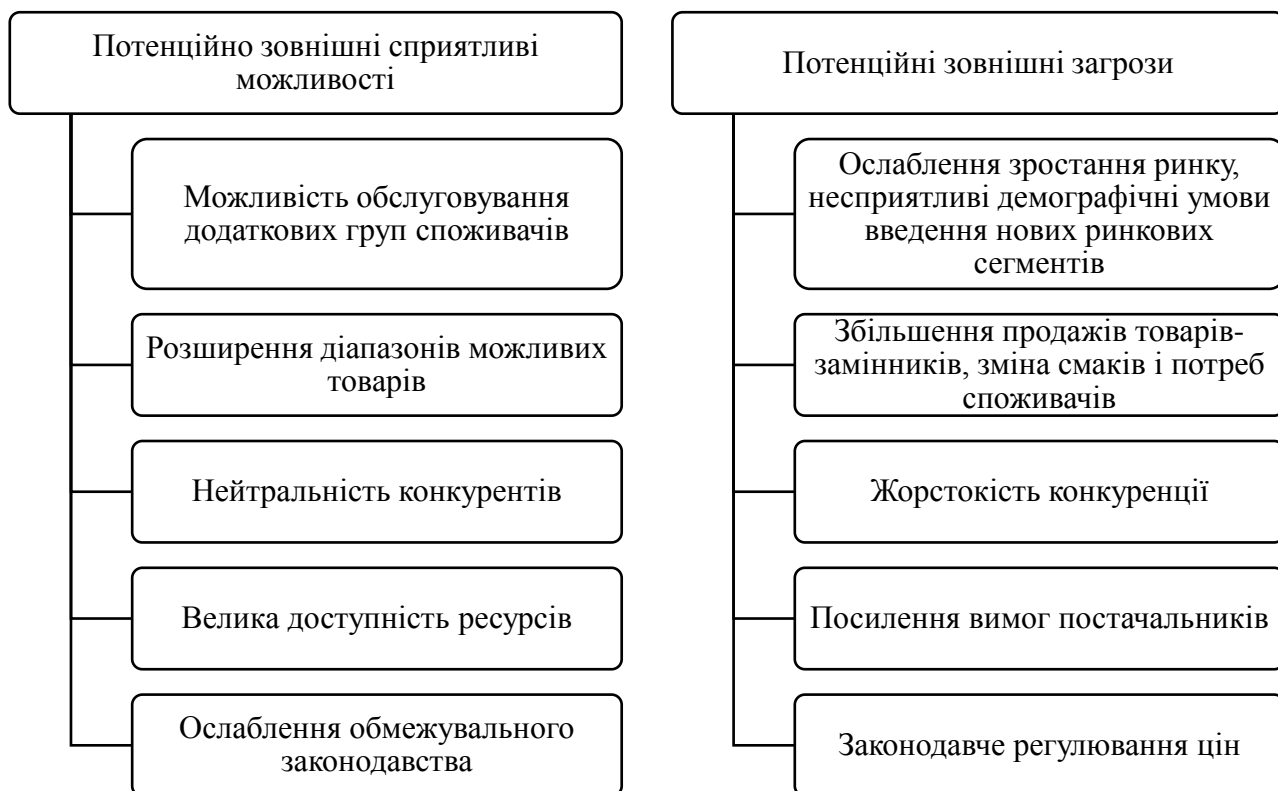 Потенційно зовнішні сприятливі
можливості
Можливість обслуговування
додаткових груп споживачів
Розширення діапазонів можливих
товарів
Нейтральність конкурентів
Велика доступність ресурсів
Ослаблення обмежувального
законодавства
Потенційні зовнішні загрози
Ослаблення зростання ринку,
несприятливі демографічні умови
введення нових ринкових
сегментів
Збільшення продажів товарів-
замінників, зміна смаків і потреб
споживачів
Жорстокість конкуренції
Посилення вимог постачальників
Законодавче регулювання цін